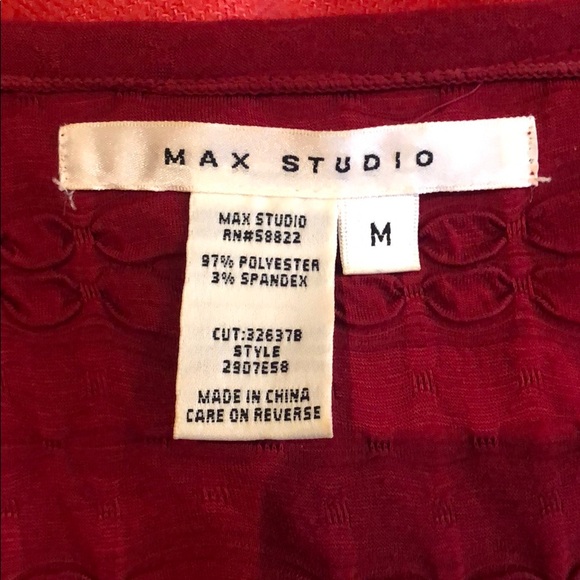 MAX STUDIO
MAX STUDIO
RN#58822
M
97% POLYESTER
3% SPANDEX
CUT:32637B
STYLE
2907E58
MADE IN CHINA
CARE ON REVERSE